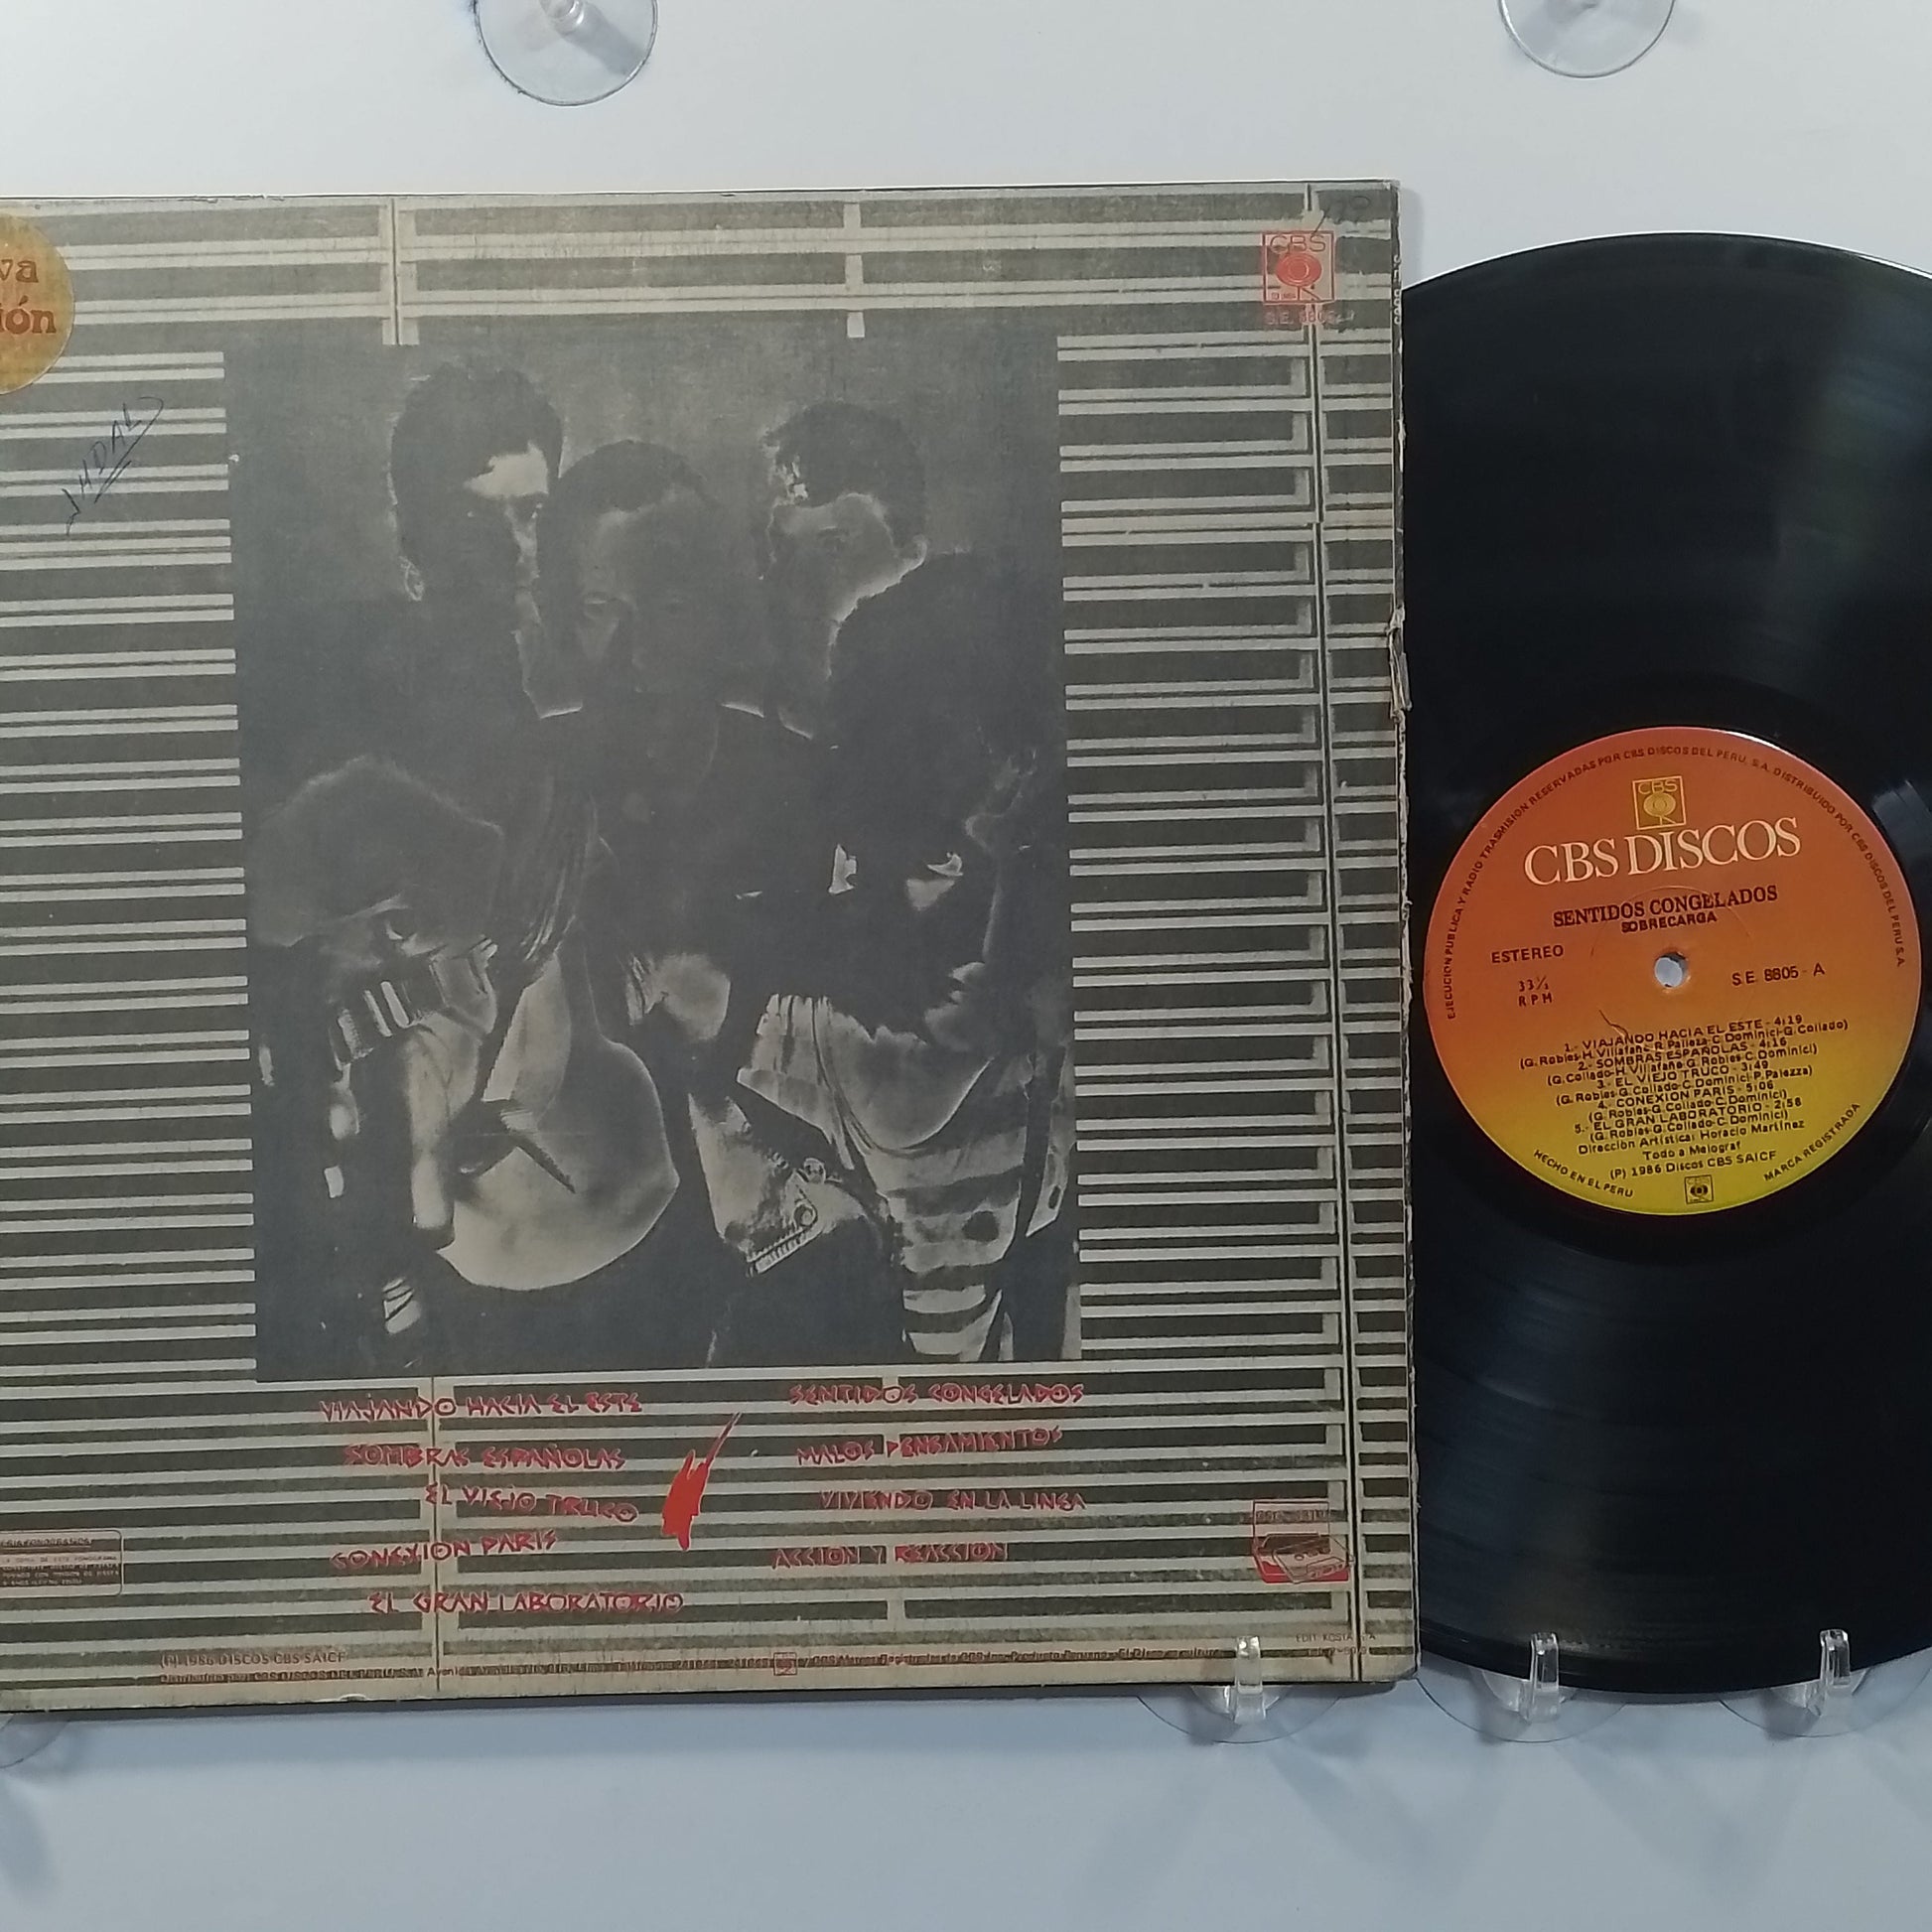 va
ión
CBS
S.E. 8805
VIAJANDO HACIA EL ESTE
SOMBRAS ESPAÑOLAS
EL VIEJO TRUCO
CONEXION PARIS
EL GRAN LABORATORIO
SENTIDOS CONGELADOS
MALOS PENSAMIENTOS
VIVIENDO EN LA LINEA
ACCION Y REACCION
(P) 1986 DISCOS CBS SAICF
EJECUCION PUBLICA Y RADIO TRASMISION RESERVADAS POR CBS DISCOS DEL PERU, S.A. DISTRIBUIDO POR CBS DISCOS DEL PERU S.A.
CBS
CBS DISCOS
SENTIDOS CONGELADOS
SOBRECARGA
ESTEREO
33⅓
RPM
S.E. 8805 - A
1.- VIAJANDO HACIA EL ESTE - 4:19
(G. Robles-H. Villafañe-R. Palleza-C. Dominici-G. Collado)
2.- SOMBRAS ESPAÑOLAS - 4:16
(G. Collado-H. Villafañe-G. Robles-C. Dominici)
3.- EL VIEJO TRUCO - 3:49
(G. Robles-G. Collado-C. Dominici-P. Palezza)
4.- CONEXION PARIS - 5:06
(G. Robles-G. Collado-C. Dominici)
5.- EL GRAN LABORATORIO - 2:58
(G. Robles-G. Collado-C. Dominici)
Dirección Artística: Horacio Martínez
Todo a Melograf
(P) 1986 Discos CBS SAICF
HECHO EN EL PERU
MARCA REGISTRADA